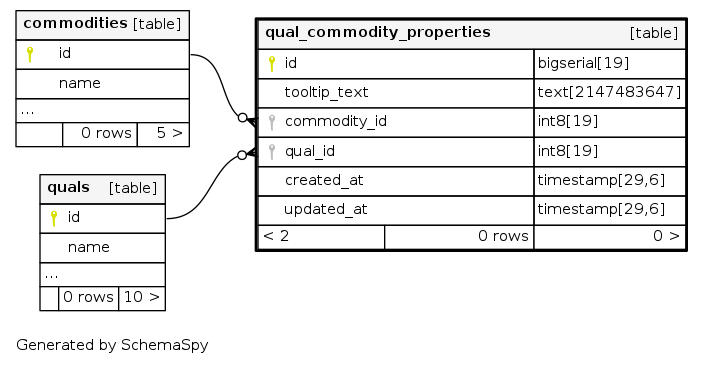 commodities [table]
id
name
...
0 rows 5 >
quals [table]
id
name
...
0 rows 10 >
qual_commodity_properties [table]
id bigserial[19]
tooltip_text text[2147483647]
commodity_id int8[19]
qual_id int8[19]
created_at timestamp[29,6]
updated_at timestamp[29,6]
< 2 0 rows 0 >
Generated by SchemaSpy